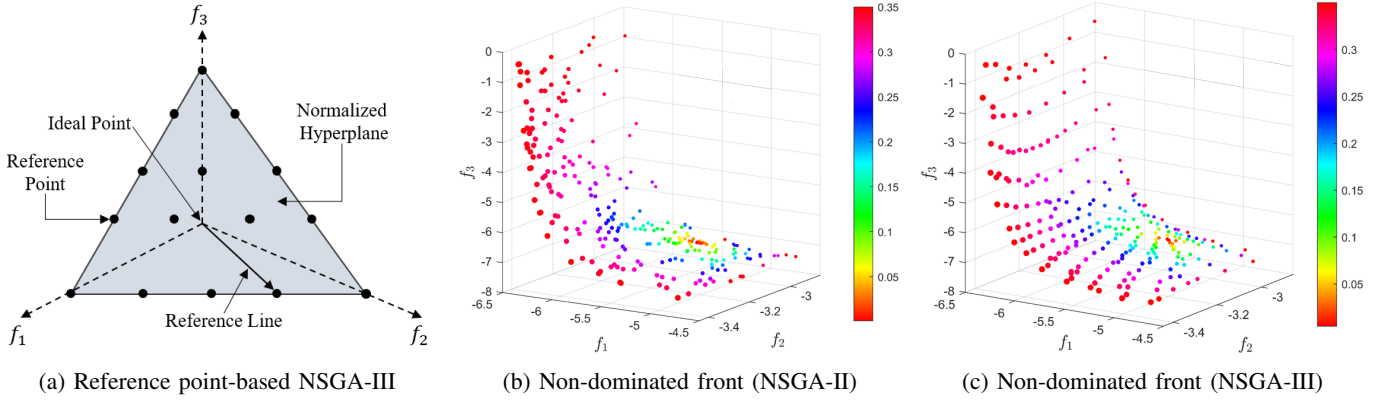 f₃
Ideal Point
Normalized
Hyperplane
Reference
Point
Reference Line
f₁
f₂
(a) Reference point-based NSGA-III
0
-1
-2
-3
-4
-5
-6
-7
-8
f₃
-6.5
-6
-5.5
-5
-4.5
f₁
-3.4
-3.2
-3
f₂
0.35
0.3
0.25
0.2
0.15
0.1
0.05
(b) Non-dominated front (NSGA-II)
0
-1
-2
-3
-4
-5
-6
-7
-8
f₃
-6.5
-6
-5.5
-5
-4.5
f₁
-3.4
-3.2
-3
f₂
0.3
0.25
0.2
0.15
0.1
0.05
(c) Non-dominated front (NSGA-III)